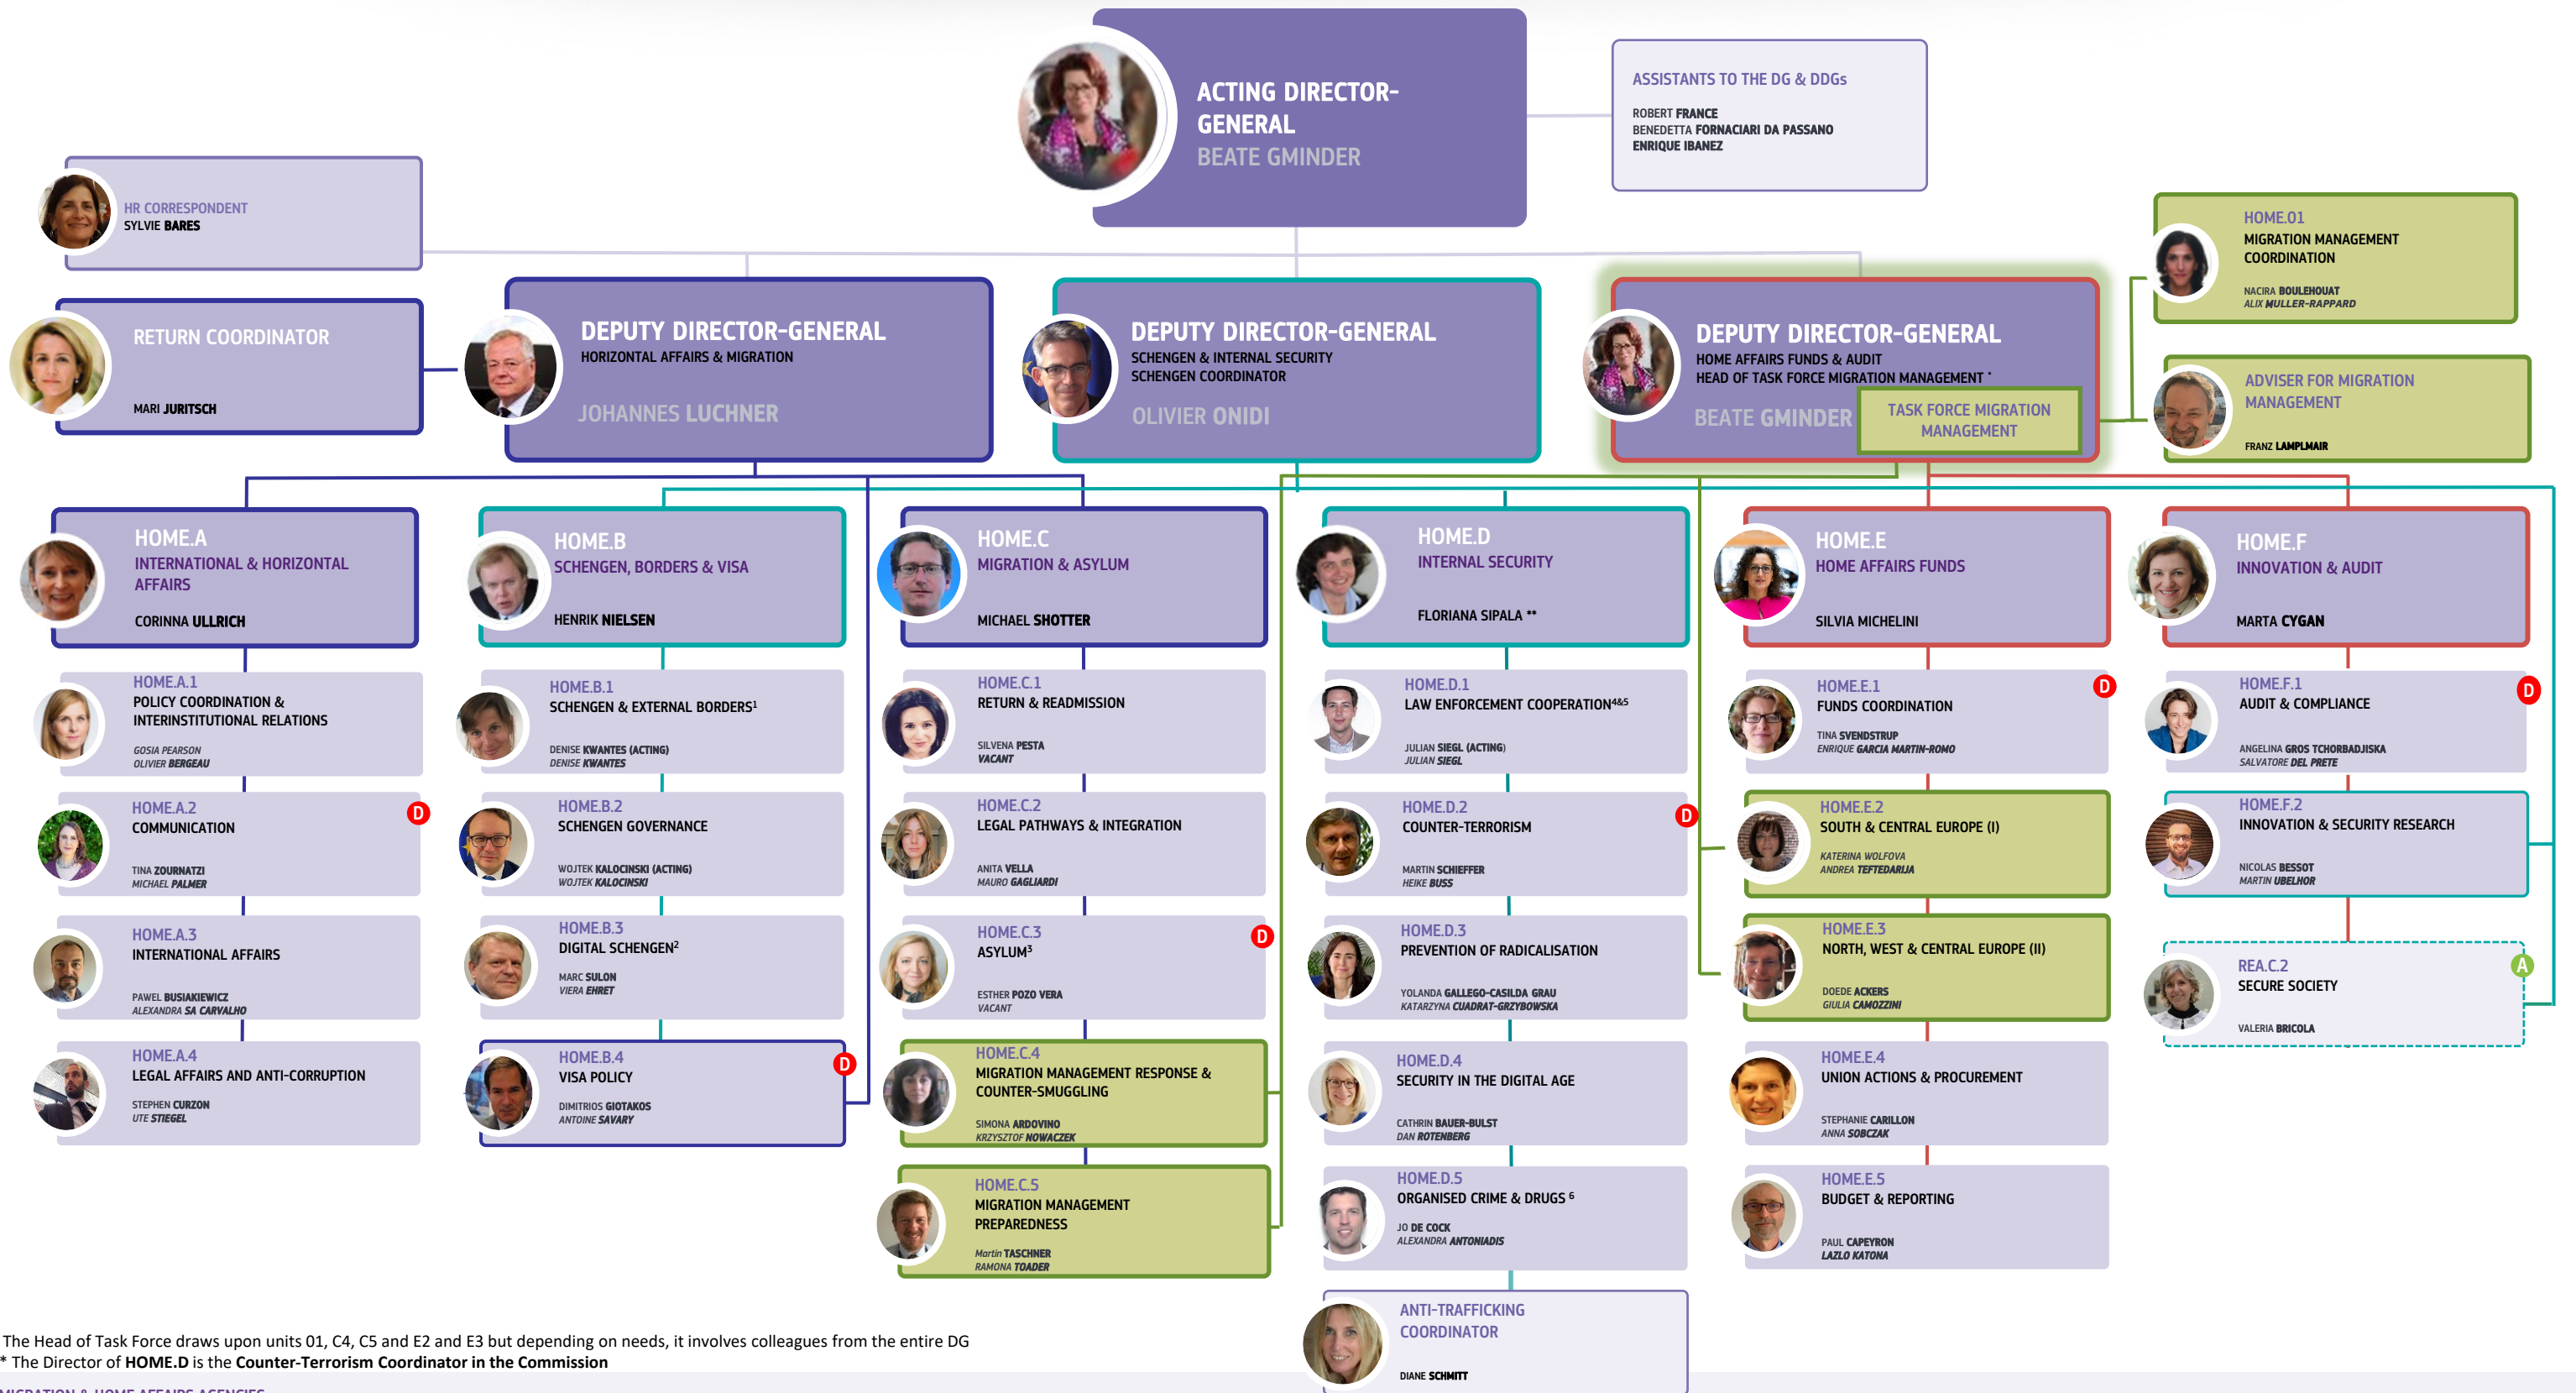 ACTING DIRECTOR-
GENERAL
BEATE GMINDER
ASSISTANTS TO THE DG & DDGs
ROBERT FRANCE
BENEDETTA FORNACIARI DA PASSANO
ENRIQUE IBANEZ
HR CORRESPONDENT
SYLVIE BARES
RETURN COORDINATOR
MARI JURITSCH
DEPUTY DIRECTOR-GENERAL
HORIZONTAL AFFAIRS & MIGRATION
JOHANNES LUCHNER
DEPUTY DIRECTOR-GENERAL
SCHENGEN & INTERNAL SECURITY
SCHENGEN COORDINATOR
OLIVIER ONIDI
DEPUTY DIRECTOR-GENERAL
HOME AFFAIRS FUNDS & AUDIT
HEAD OF TASK FORCE MIGRATION MANAGEMENT *
BEATE GMINDER
TASK FORCE MIGRATION
MANAGEMENT
HOME.01
MIGRATION MANAGEMENT
COORDINATION
NACIRA BOULEHOUAT
ALIX MULLER-RAPPARD
ADVISER FOR MIGRATION
MANAGEMENT
FRANZ LAMPLMAIR
HOME.A
INTERNATIONAL & HORIZONTAL
AFFAIRS
CORINNA ULLRICH
HOME.A.1
POLICY COORDINATION &
INTERINSTITUTIONAL RELATIONS
GOSIA PEARSON
OLIVIER BERGEAU
HOME.A.2
D
COMMUNICATION
TINA ZOURNATZI
MICHAEL PALMER
HOME.A.3
INTERNATIONAL AFFAIRS
PAWEL BUSIAKIEWICZ
ALEXANDRA SA CARVALHO
HOME.A.4
LEGAL AFFAIRS AND ANTI-CORRUPTION
STEPHEN CURZON
UTE STIEGEL
HOME.B
SCHENGEN, BORDERS & VISA
HENRIK NIELSEN
HOME.B.1
SCHENGEN & EXTERNAL BORDERS¹
DENISE KWANTES (ACTING)
DENISE KWANTES
HOME.B.2
SCHENGEN GOVERNANCE
WOJTEK KALOCINSKI (ACTING)
WOJTEK KALOCINSKI
HOME.B.3
DIGITAL SCHENGEN²
MARC SULON
VIERA EHRET
HOME.B.4
D
VISA POLICY
DIMITRIOS GIOTAKOS
ANTOINE SAVARY
HOME.C
MIGRATION & ASYLUM
MICHAEL SHOTTER
HOME.C.1
RETURN & READMISSION
SILVENA PESTA
VACANT
HOME.C.2
LEGAL PATHWAYS & INTEGRATION
ANITA VELLA
MAURO GAGLIARDI
HOME.C.3
D
ASYLUM³
ESTHER POZO VERA
VACANT
HOME.C.4
MIGRATION MANAGEMENT RESPONSE &
COUNTER-SMUGGLING
SIMONA ARDOVINO
KRZYSZTOF NOWACZEK
HOME.C.5
MIGRATION MANAGEMENT
PREPAREDNESS
Martin TASCHNER
RAMONA TOADER
HOME.D
INTERNAL SECURITY
FLORIANA SIPALA **
HOME.D.1
LAW ENFORCEMENT COOPERATION⁴&⁵
JULIAN SIEGL (ACTING)
JULIAN SIEGL
HOME.D.2
D
COUNTER-TERRORISM
MARTIN SCHIEFFER
HEIKE BUSS
HOME.D.3
PREVENTION OF RADICALISATION
YOLANDA GALLEGO-CASILDA GRAU
KATARZYNA CUADRAT-GRZYBOWSKA
HOME.D.4
SECURITY IN THE DIGITAL AGE
CATHRIN BAUER-BULST
DAN ROTENBERG
HOME.D.5
ORGANISED CRIME & DRUGS ⁶
JO DE COCK
ALEXANDRA ANTONIADIS
ANTI-TRAFFICKING
COORDINATOR
DIANE SCHMITT
HOME.E
HOME AFFAIRS FUNDS
SILVIA MICHELINI
HOME.E.1
D
FUNDS COORDINATION
TINA SVENDSTRUP
ENRIQUE GARCIA MARTIN-ROMO
HOME.E.2
SOUTH & CENTRAL EUROPE (I)
KATERINA WOLFOVA
ANDREA TEFTEDARIJA
HOME.E.3
NORTH, WEST & CENTRAL EUROPE (II)
DOEDE ACKERS
GIULIA CAMOZZINI
HOME.E.4
UNION ACTIONS & PROCUREMENT
STEPHANIE CARILLON
ANNA SOBCZAK
HOME.E.5
BUDGET & REPORTING
PAUL CAPEYRON
LAZLO KATONA
HOME.F
INNOVATION & AUDIT
MARTA CYGAN
HOME.F.1
D
AUDIT & COMPLIANCE
ANGELINA GROS TCHORBADJISKA
SALVATORE DEL PRETE
HOME.F.2
INNOVATION & SECURITY RESEARCH
NICOLAS BESSOT
MARTIN UBELHOR
REA.C.2
A
SECURE SOCIETY
VALERIA BRICOLA
The Head of Task Force draws upon units 01, C4, C5 and E2 and E3 but depending on needs, it involves colleagues from the entire DG
* The Director of HOME.D is the Counter-Terrorism Coordinator in the Commission
MIGRATION & HOME AFFAIRS AGENCIES